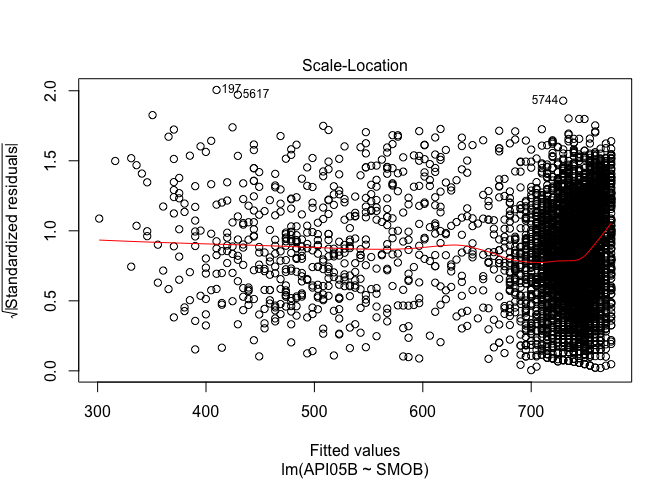 Scale-Location
√|Standardized residuals|
2.0
1.5
1.0
0.5
0.0
197
5617
5744
300 400 500 600 700
Fitted values
lm(API05B ~ SMOB)